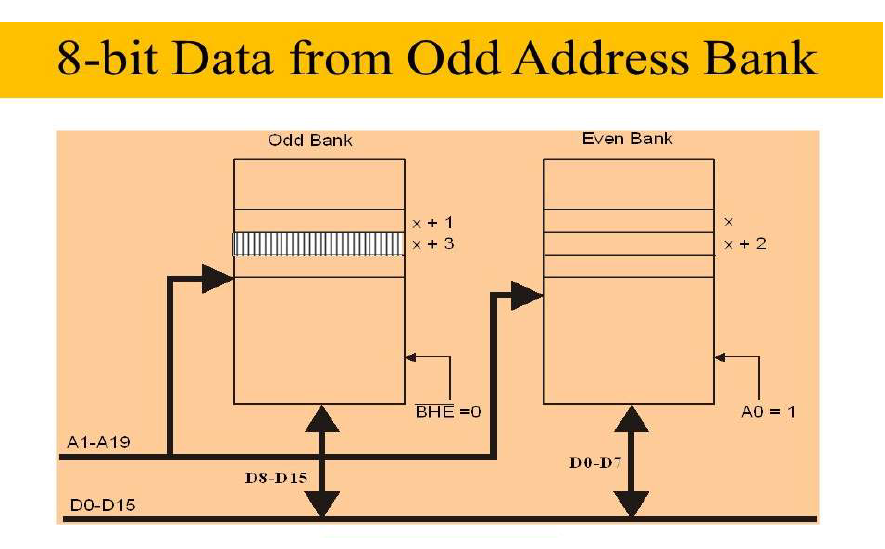 8-bit Data from Odd Address Bank
Odd Bank
Even Bank
x + 1
x + 3
x
x + 2
B̅H̅E̅ =0
A0 = 1
A1-A19
D8-D15
D0-D7
D0-D15